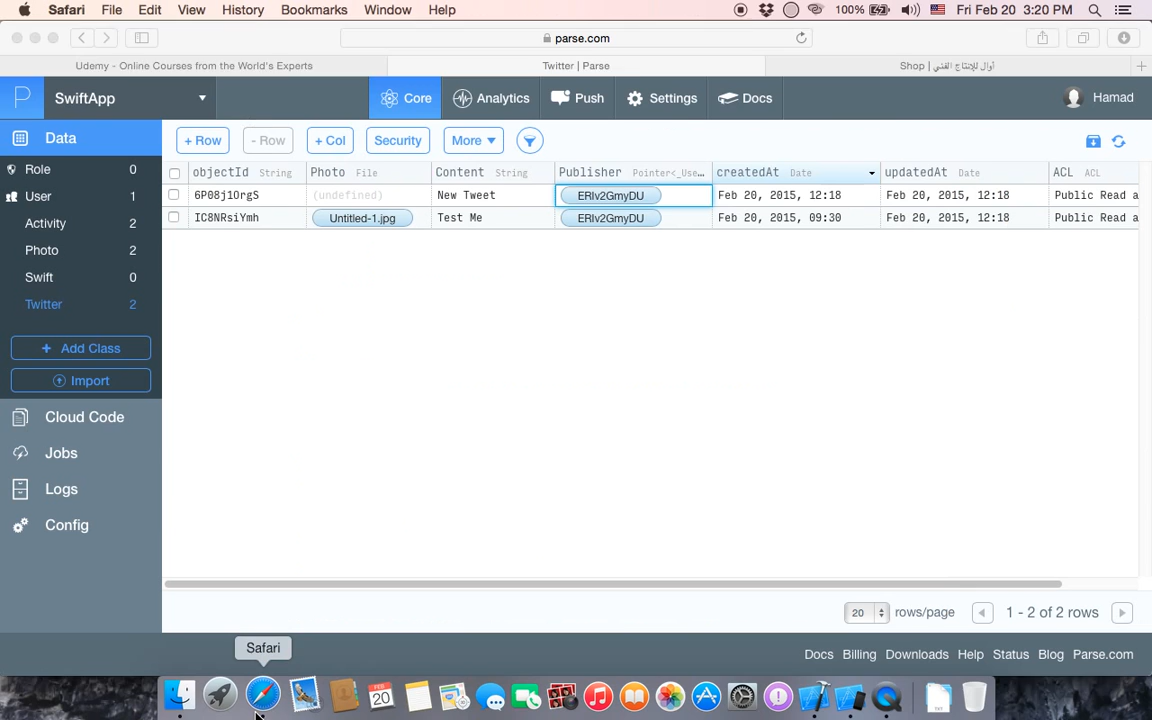 Safari File Edit View History Bookmarks Window Help 100% Fri Feb 20 3:20 PM
parse.com
Udemy - Online Courses from the World's Experts Twitter | Parse Shop | أوال للإنتاج الفني
P SwiftApp Core Analytics Push Settings Docs Hamad
Data + Row - Row + Col Security More
objectId String Photo File Content String Publisher Pointer<_Use... createdAt Date updatedAt Date ACL ACL
Role 0
6P08j1OrgS (undefined) New Tweet ERlv2GmyDU Feb 20, 2015, 12:18 Feb 20, 2015, 12:18 Public Read a
User 1
IC8NRsiYmh Untitled-1.jpg Test Me ERlv2GmyDU Feb 20, 2015, 09:30 Feb 20, 2015, 12:18 Public Read a
Activity 2
Photo 2
Swift 0
Twitter 2
+ Add Class
Import
Cloud Code
Jobs
Logs
Config
20 rows/page 1 - 2 of 2 rows
Docs Billing Downloads Help Status Blog Parse.com
Safari
FEB
20
TXT